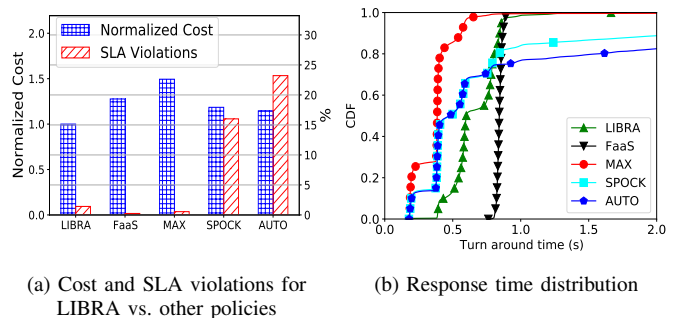 2.0
1.5
1.0
0.5
0.0
Normalized Cost
Normalized Cost
SLA Violations
30
25
20
15
10
5
0
%
LIBRA FaaS MAX SPOCK AUTO
(a) Cost and SLA violations for
LIBRA vs. other policies
1.0
0.8
0.6
0.4
0.2
0.0
CDF
LIBRA
FaaS
MAX
SPOCK
AUTO
0.0 0.5 1.0 1.5 2.0
Turn around time (s)
(b) Response time distribution